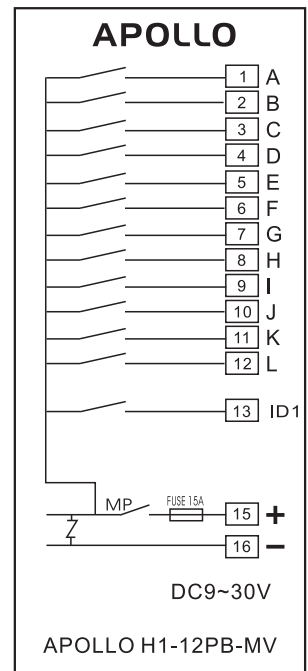 APOLLO
1 A
2 B
3 C
4 D
5 E
6 F
7 G
8 H
9 I
10 J
11 K
12 L
13 ID1
MP FUSE 15A 15 +
16 −
DC9~30V
APOLLO H1-12PB-MV